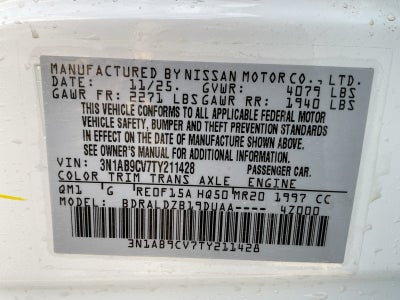 MANUFACTURED BY NISSAN MOTOR CO., LTD.
DATE: 11/25. GVWR: 4079 LBS
GAWR FR: 2271 LBS GAWR RR: 1940 LBS
THIS VEHICLE CONFORMS TO ALL APPLICABLE
FEDERAL MOTOR VEHICLE SAFETY, BUMPER AND THEFT PREVENTION STANDARDS
IN EFFECT ON THE DATE OF MANUFACTURE SHOWN ABOVE.
SEE OWNER'S MANUAL FOR FURTHER INFORMATION
VIN: 3N1AB9CV7TY211428 PASSENGER CAR.
COLOR TRIM TRANS AXLE ENGINE
QM1 G RE0F15A HQ50 MR20 1997 CC
MODEL BDRALDZB19DUAA---- 4Z000
3N1AB9CV7TY211428